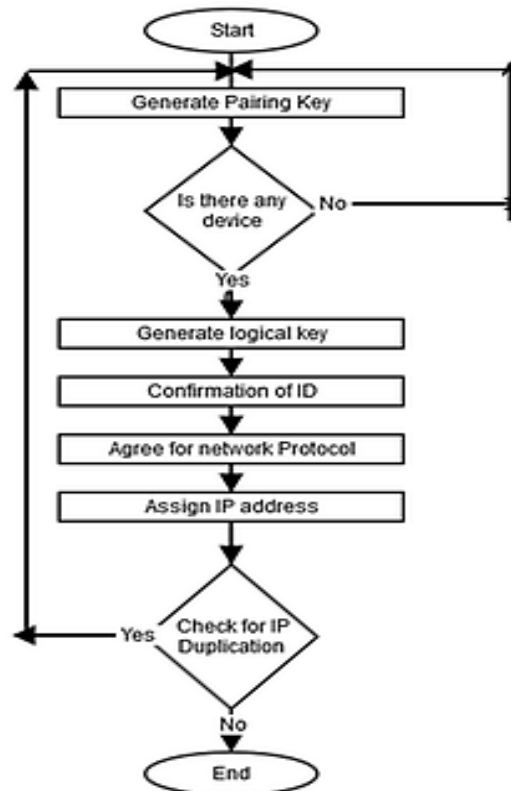 Start
Generate Pairing Key
Is there any
device
No
Yes
Generate logical key
Confirmation of ID
Agree for network Protocol
Assign IP address
Yes
Check for IP
Duplication
No
End